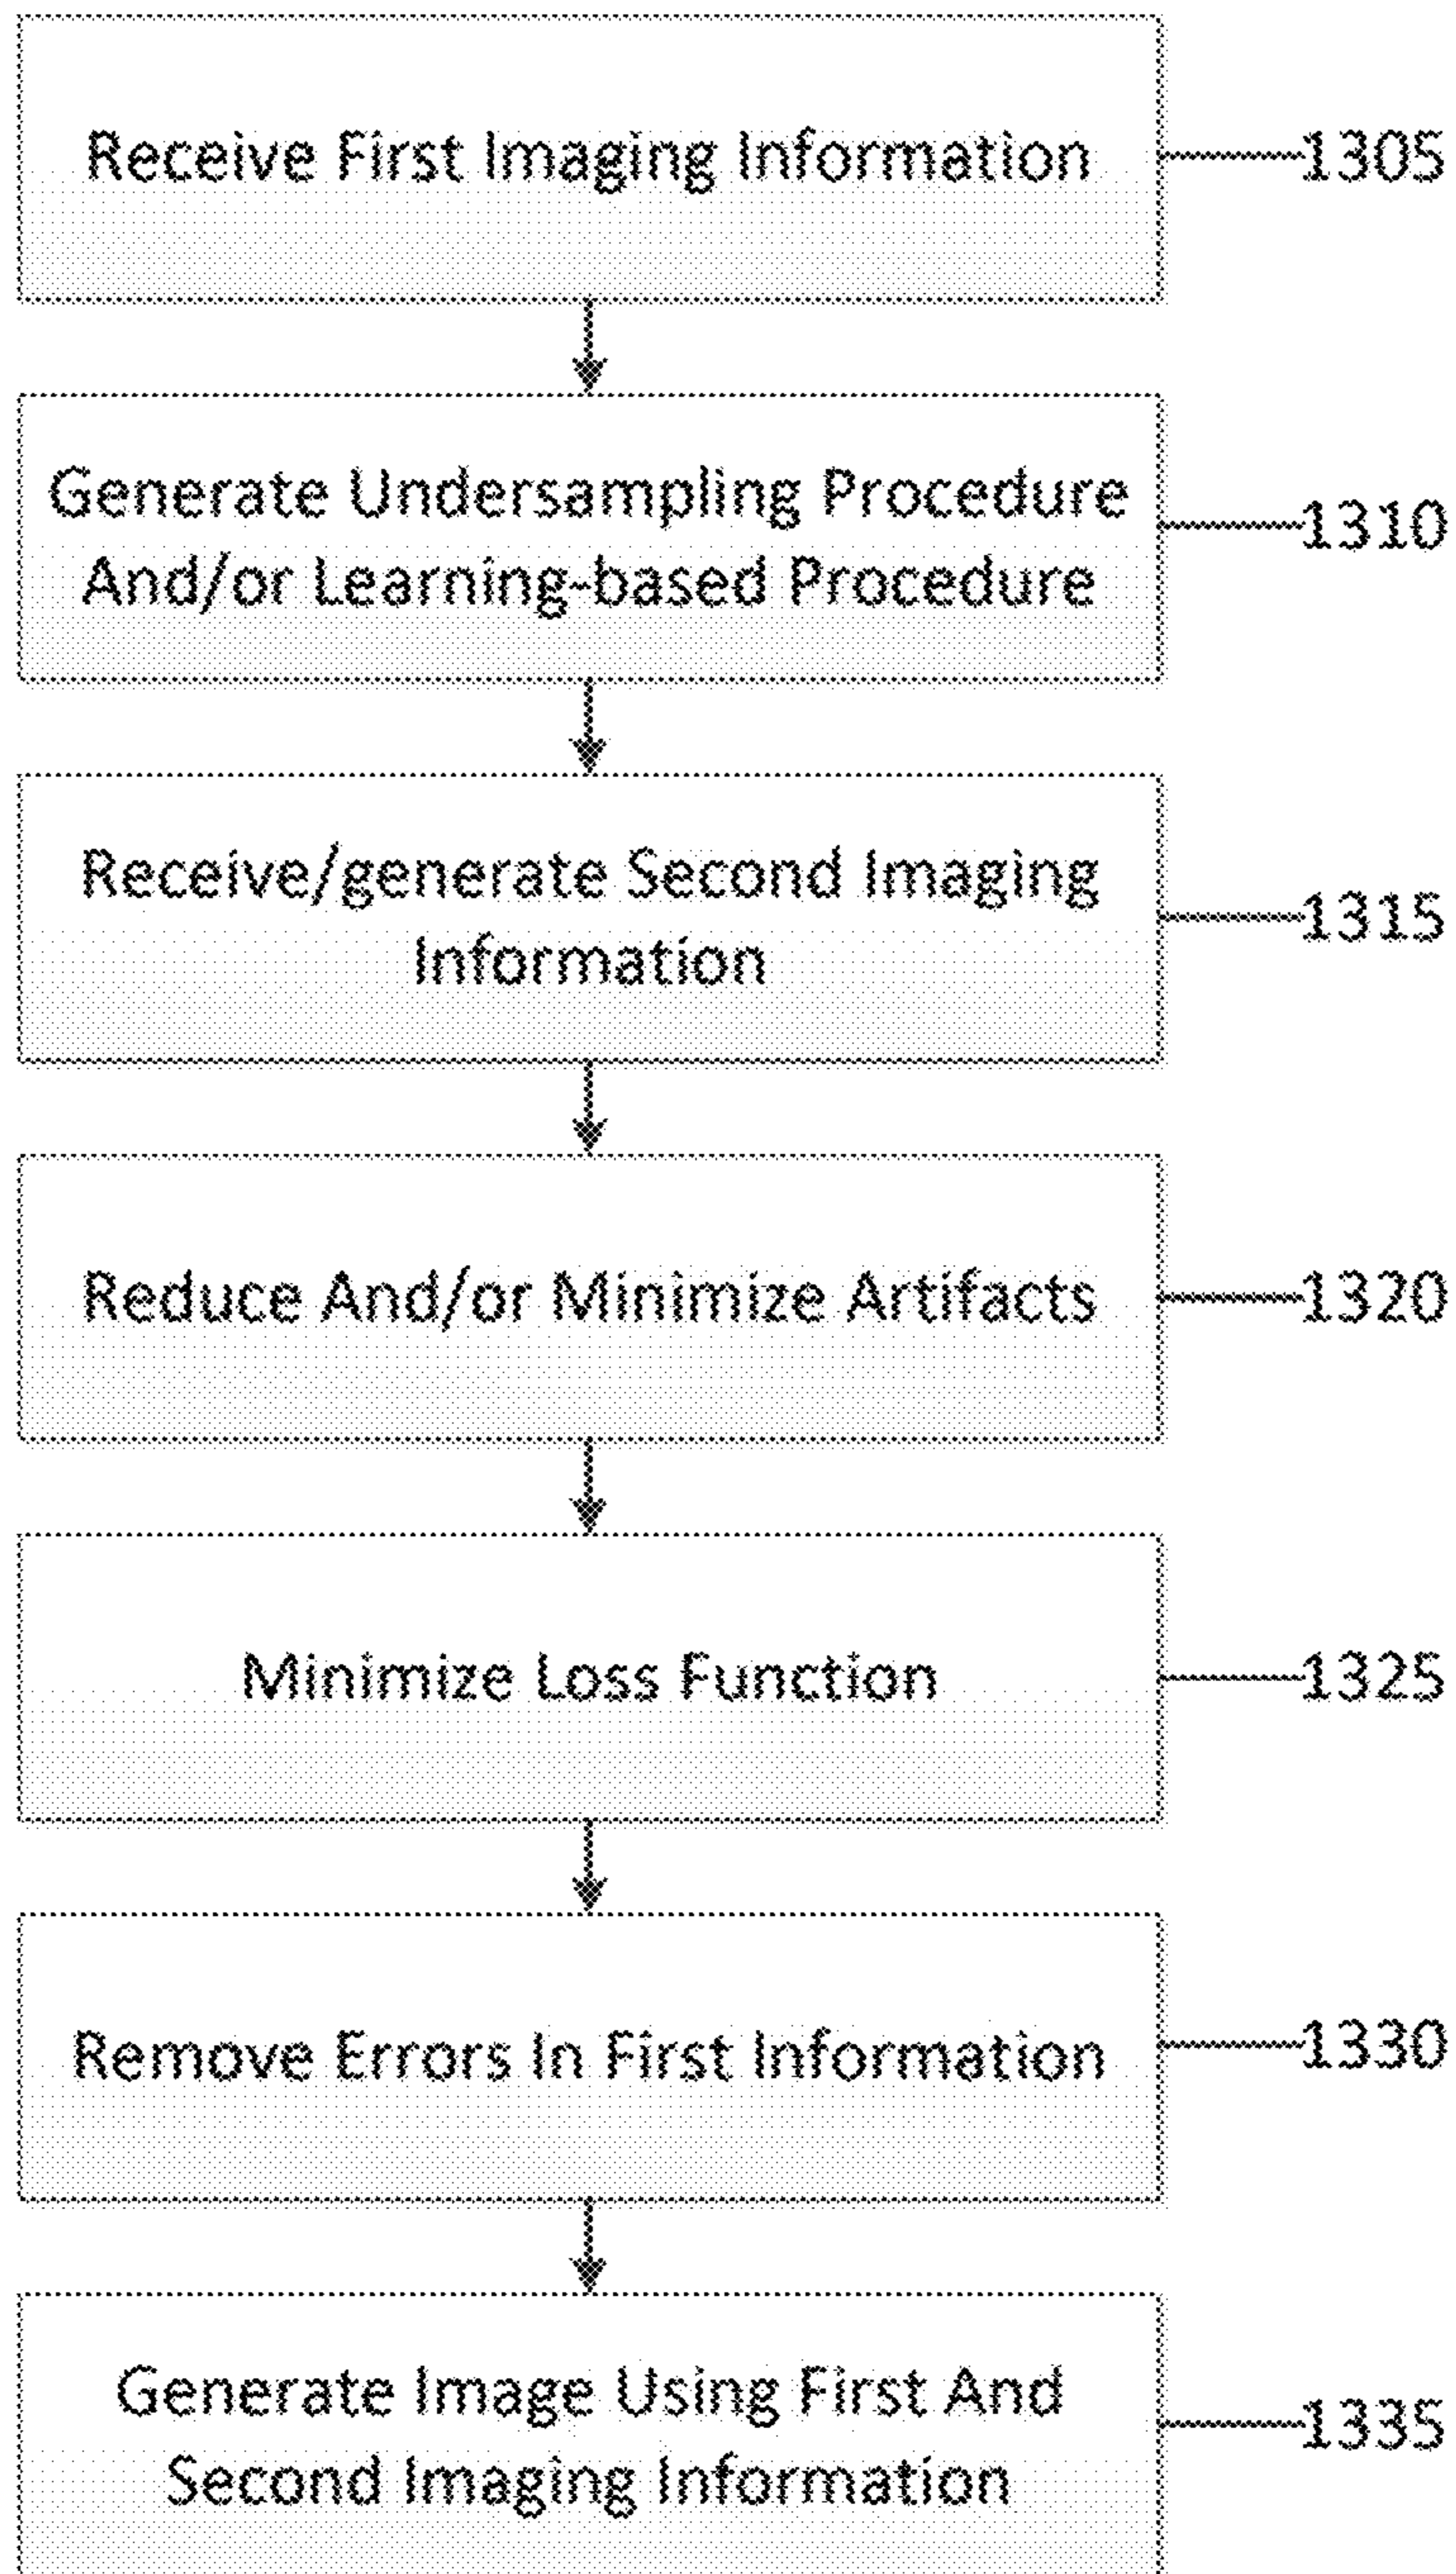 Receive First Imaging Information
1305
Generate Undersampling Procedure
And/or Learning-based Procedure
1310
Receive/generate Second Imaging
Information
1315
Reduce And/or Minimize Artifacts
1320
Minimize Loss Function
1325
Remove Errors In First Information
1330
Generate Image Using First And
Second Imaging Information
1335